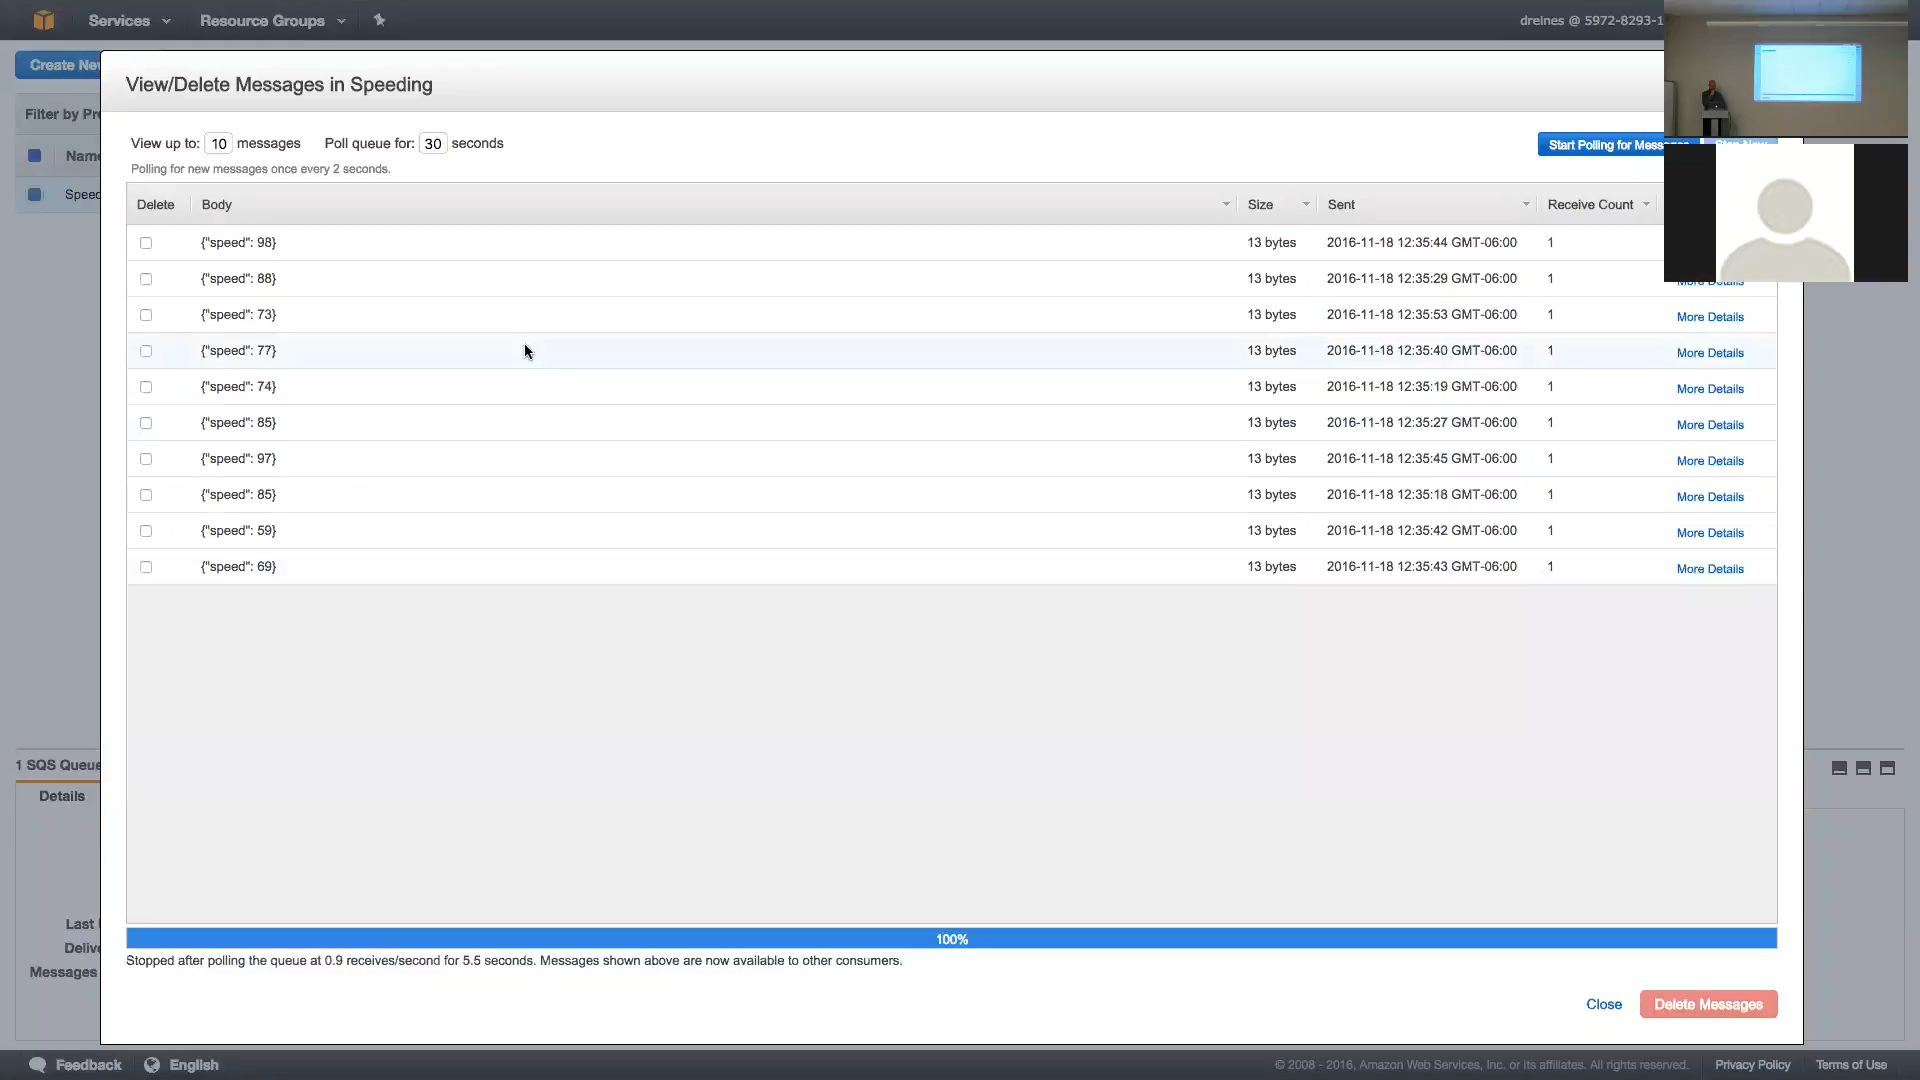 Services Resource Groups dreines @ 5972-8293-1
Create New
View/Delete Messages in Speeding
Filter by Pre
View up to: 10 messages Poll queue for: 30 seconds Start Polling for Messages Stop Now
Polling for new messages once every 2 seconds.
Name
Delete Body Size Sent Receive Count
Speed
{"speed": 98} 13 bytes 2016-11-18 12:35:44 GMT-06:00 1
{"speed": 88} 13 bytes 2016-11-18 12:35:29 GMT-06:00 1 More Details
{"speed": 73} 13 bytes 2016-11-18 12:35:53 GMT-06:00 1 More Details
{"speed": 77} 13 bytes 2016-11-18 12:35:40 GMT-06:00 1 More Details
{"speed": 74} 13 bytes 2016-11-18 12:35:19 GMT-06:00 1 More Details
{"speed": 85} 13 bytes 2016-11-18 12:35:27 GMT-06:00 1 More Details
{"speed": 97} 13 bytes 2016-11-18 12:35:45 GMT-06:00 1 More Details
{"speed": 85} 13 bytes 2016-11-18 12:35:18 GMT-06:00 1 More Details
{"speed": 59} 13 bytes 2016-11-18 12:35:42 GMT-06:00 1 More Details
{"speed": 69} 13 bytes 2016-11-18 12:35:43 GMT-06:00 1 More Details
1 SQS Queue
Details
Last
Delive
Messages
100%
Stopped after polling the queue at 0.9 receives/second for 5.5 seconds. Messages shown above are now available to other consumers.
Close Delete Messages
Feedback English © 2008 - 2016, Amazon Web Services, Inc. or its affiliates. All rights reserved. Privacy Policy Terms of Use